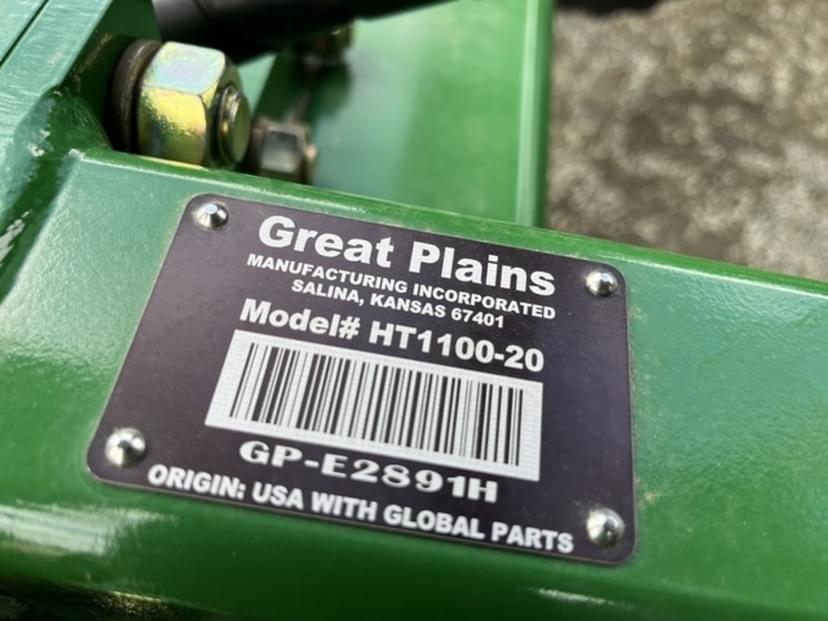 Great Plains
MANUFACTURING INCORPORATED
SALINA, KANSAS 67401
Model# HT1100-20
GP-E2891H
ORIGIN: USA WITH GLOBAL PARTS